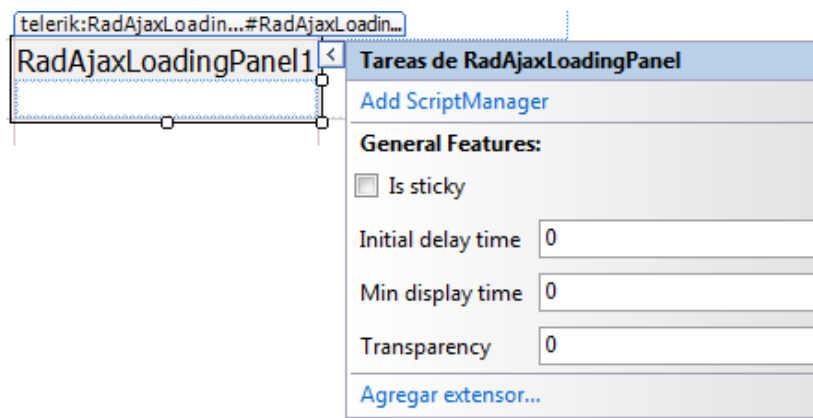 telerik:RadAjaxLoadin...#RadAjaxLoadin...
RadAjaxLoadingPanel1
Tareas de RadAjaxLoadingPanel
Add ScriptManager
General Features:
Is sticky
Initial delay time 0
Min display time 0
Transparency 0
Agregar extensor...